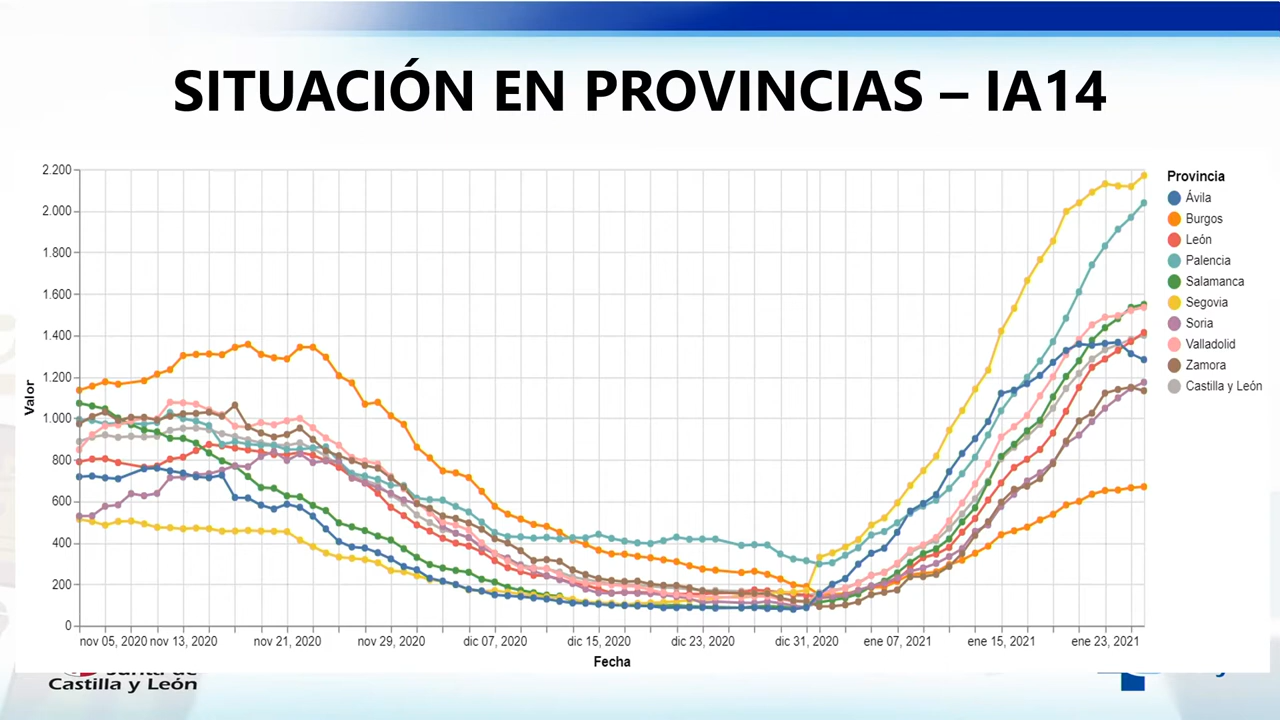 SITUACIÓN EN PROVINCIAS – IA14
2.200
2.000
1.800
1.600
1.400
1.200
1.000
800
600
400
200
0
Valor
nov 05, 2020 nov 13, 2020 nov 21, 2020 nov 29, 2020 dic 07, 2020 dic 15, 2020 dic 23, 2020 dic 31, 2020 ene 07, 2021 ene 15, 2021 ene 23, 2021
Fecha
Provincia
Ávila
Burgos
León
Palencia
Salamanca
Segovia
Soria
Valladolid
Zamora
Castilla y León
Castilla y León